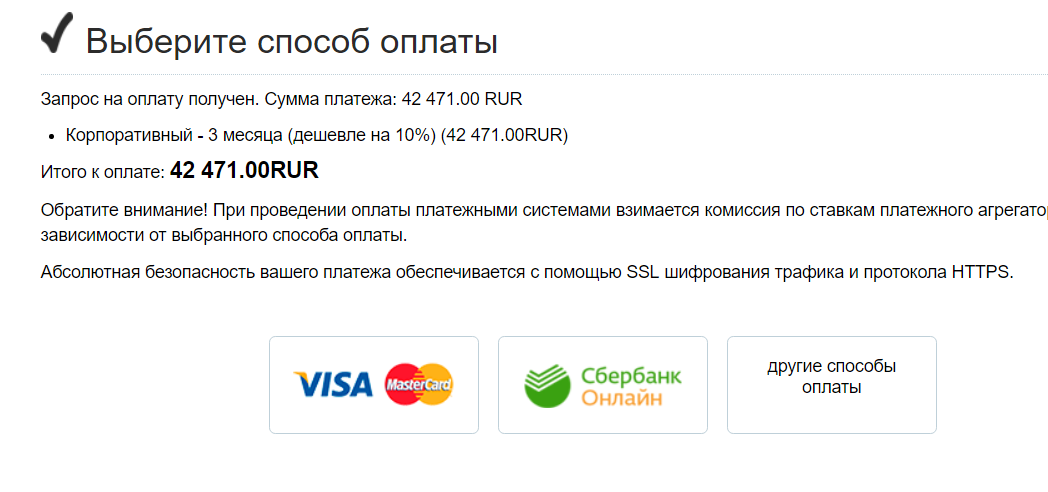 Выберите способ оплаты
Запрос на оплату получен. Сумма платежа: 42 471.00 RUR
Корпоративный - 3 месяца (дешевле на 10%) (42 471.00RUR)
Итого к оплате: 42 471.00RUR
Обратите внимание! При проведении оплаты платежными системами взимается комиссия по ставкам платежного
зависимости от выбранного способа оплаты.
Абсолютная безопасность вашего платежа обеспечивается с помощью SSL шифрования трафика и протокола HTTPS.
VISA MasterCard
Сбербанк
Онлайн
другие способы
оплаты